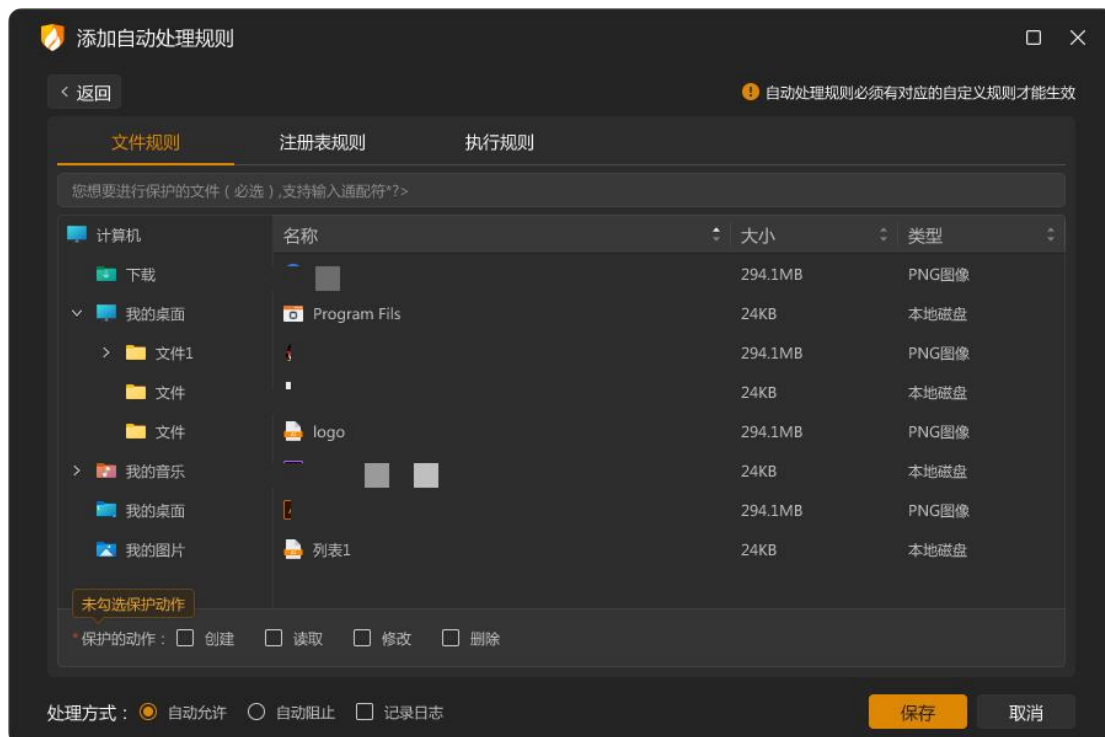 添加自动处理规则
返回
自动处理规则必须有对应的自定义规则才能生效
文件规则 注册表规则 执行规则
您想要进行保护的文件（必选）,支持输入通配符*?>
计算机 名称 大小 类型
下载 294.1MB PNG图像
我的桌面 Program Fils 24KB 本地磁盘
文件1 294.1MB PNG图像
文件 24KB 本地磁盘
文件 logo 294.1MB PNG图像
我的音乐 24KB 本地磁盘
我的桌面 294.1MB PNG图像
我的图片 列表1 24KB 本地磁盘
未勾选保护动作
*保护的动作： 创建 读取 修改 删除
处理方式： 自动允许 自动阻止 记录日志 保存 取消